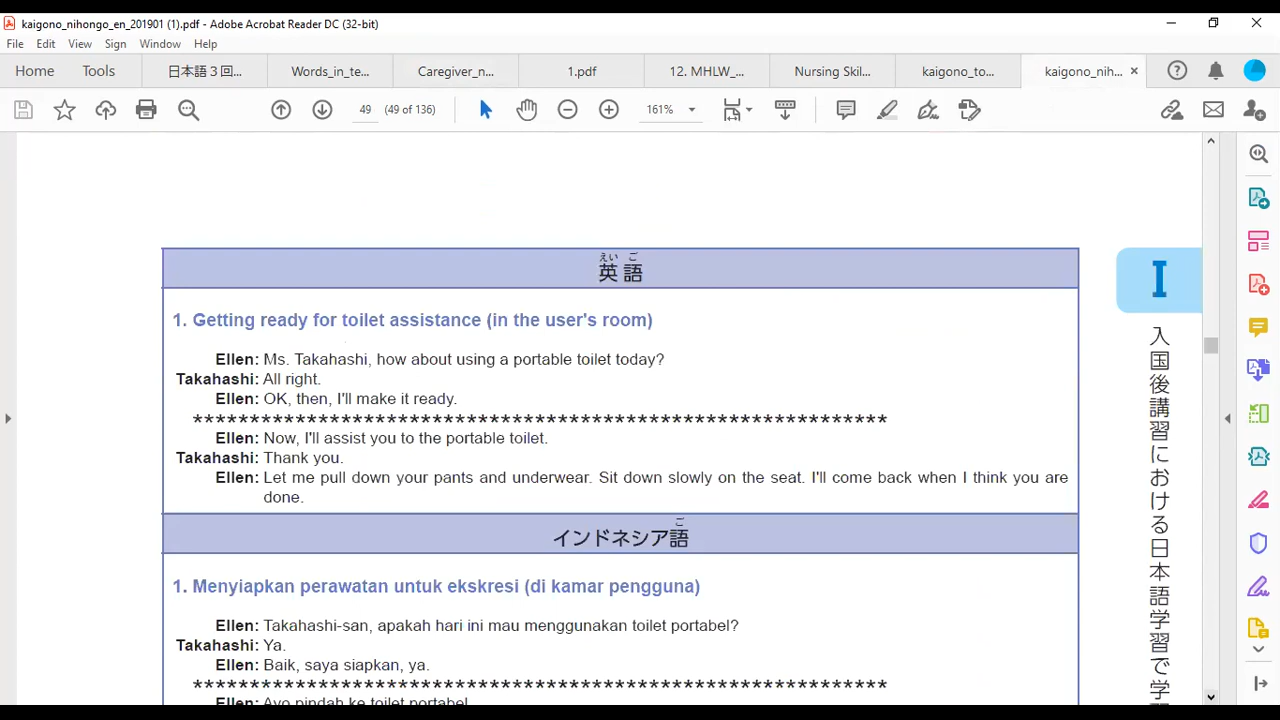 kaigono_nihongo_en_201901 (1).pdf - Adobe Acrobat Reader DC (32-bit)
File Edit View Sign Window Help
Home Tools 日本語３回... Words_in_te... Caregiver_n... 1.pdf 12. MHLW_... Nursing Skil... kaigono_to... kaigono_nih...
49 (49 of 136) 161%
えい ご
英語
1. Getting ready for toilet assistance (in the user's room)
Ellen: Ms. Takahashi, how about using a portable toilet today?
Takahashi: All right.
Ellen: OK, then, I'll make it ready.
*************************************************************
Ellen: Now, I'll assist you to the portable toilet.
Takahashi: Thank you.
Ellen: Let me pull down your pants and underwear. Sit down slowly on the seat. I'll come back when I think you are
done.
ご
インドネシア語
1. Menyiapkan perawatan untuk ekskresi (di kamar pengguna)
Ellen: Takahashi-san, apakah hari ini mau menggunakan toilet portabel?
Takahashi: Ya.
Ellen: Baik, saya siapkan, ya.
*************************************************************
Ellen: Ayo pindah ke toilet portabel.
I
入国後講習における日本語学習で学